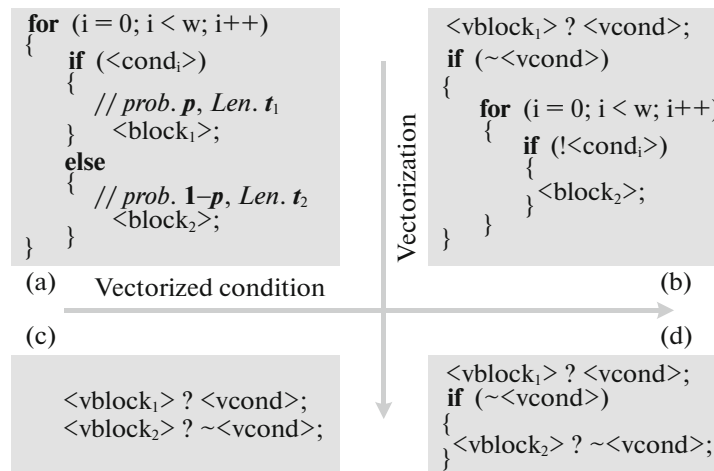 for (i = 0; i < w; i++)
{
if (<cond_i>)
{
// prob. p, Len. t_1
} <block_1>;
else
{
// prob. 1–p, Len. t_2
<block_2>;
}
}
(a)
Vectorized condition
Vectorization
<vblock_1> ? <vcond>;
if (~<vcond>)
{
for (i = 0; i < w; i++)
{
if (!<cond_i>)
{
<block_2>;
}
}
}
(b)
(c)
<vblock_1> ? <vcond>;
<vblock_2> ? ~<vcond>;
(d)
<vblock_1> ? <vcond>;
if (~<vcond>)
{
<vblock_2> ? ~<vcond>;
}